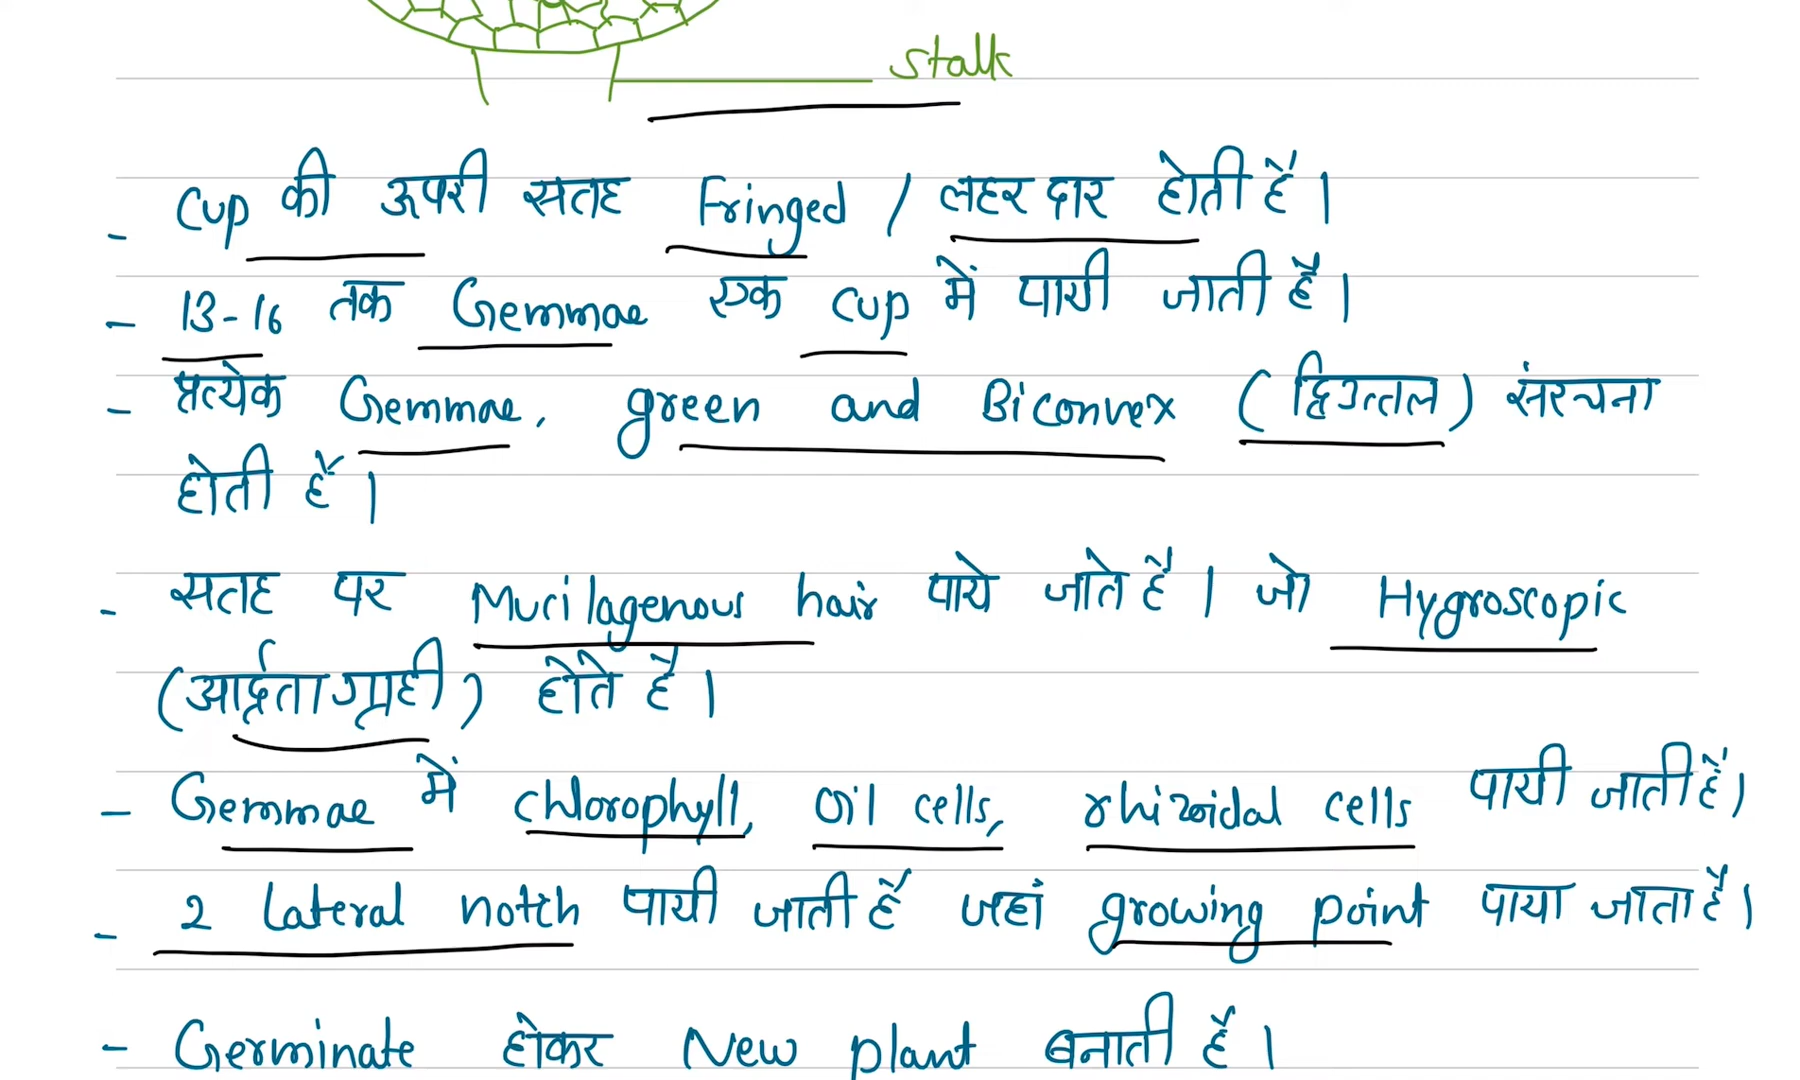 stalk
- Cup की ऊपरी सतह Fringed / लहरदार होती हैं।
- 13-16 तक Gemmae एक cup में पायी जाती हैं।
- प्रत्येक Gemmae, green and Biconvex (द्विउत्तल) संरचना
होती हैं।
- सतह पर Mucilagenous hair पाये जाते हैं। जो Hygroscopic
(आर्द्रताग्राही) होते हैं।
- Gemmae में chlorophyll, oil cells, rhizoidal cells पायी जाती हैं।
- 2 lateral notch पायी जाती हैं जहां growing point पाया जाता हैं।
- Germinate होकर New plant बनाती हैं।